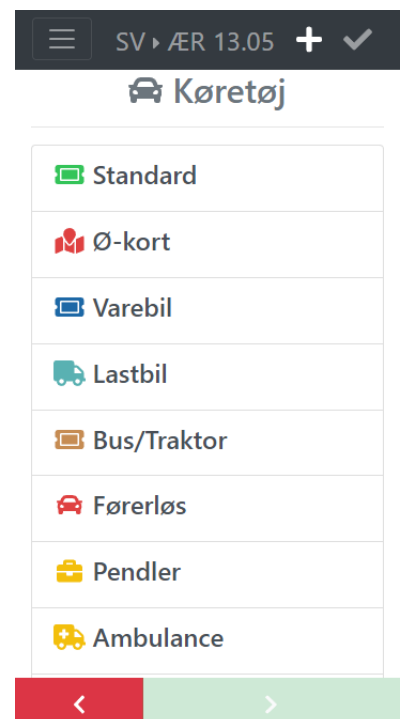 SV ▸ ÆR 13.05
Køretøj
Standard
Ø-kort
Varebil
Lastbil
Bus/Traktor
Førerløs
Pendler
Ambulance